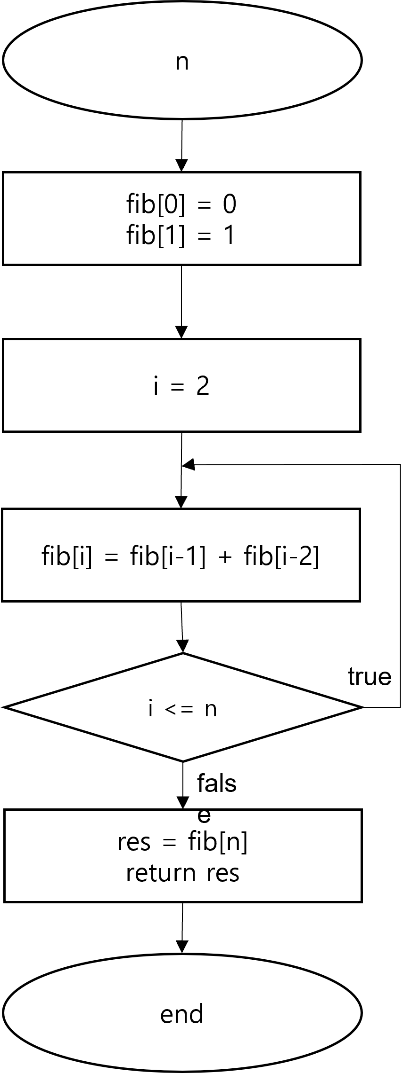 n
fib[0] = 0
fib[1] = 1
i = 2
fib[i] = fib[i-1] + fib[i-2]
true
i <= n
fals
e
res = fib[n]
return res
end